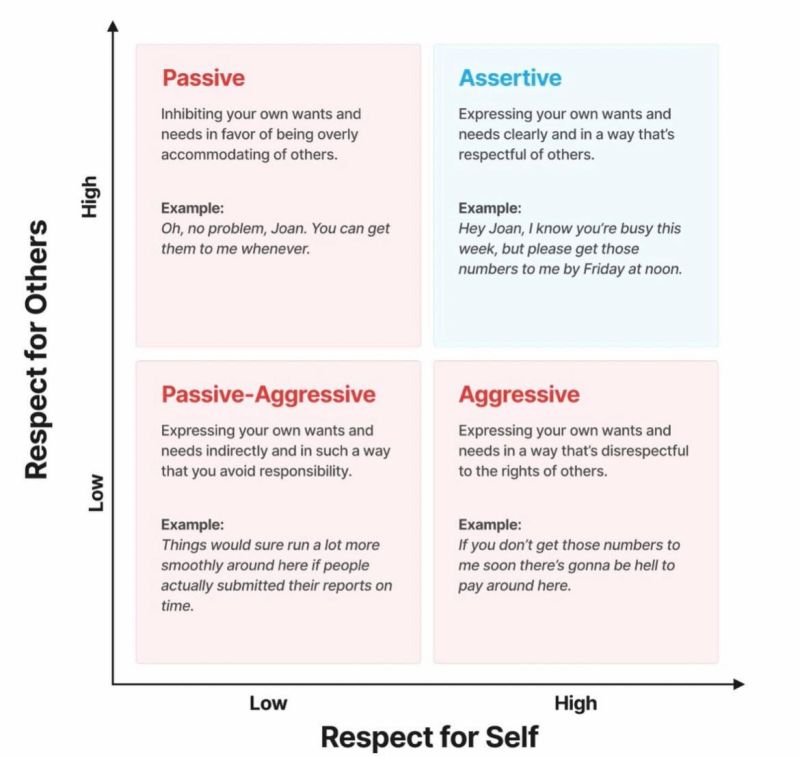 Passive
Inhibiting your own wants and
needs in favor of being overly
accommodating of others.
Example:
Oh, no problem, Joan. You can get
them to me whenever.
Assertive
Expressing your own wants and
needs clearly and in a way that's
respectful of others.
Example:
Hey Joan, I know you're busy this
week, but please get those
numbers to me by Friday at noon.
Passive-Aggressive
Expressing your own wants and
needs indirectly and in such a way
that you avoid responsibility.
Example:
Things would sure run a lot more
smoothly around here if people
actually submitted their reports on
time.
Aggressive
Expressing your own wants and
needs in a way that's disrespectful
to the rights of others.
Example:
If you don't get those numbers to
me soon there's gonna be hell to
pay around here.
High
Low
Respect for Others
Low
High
Respect for Self